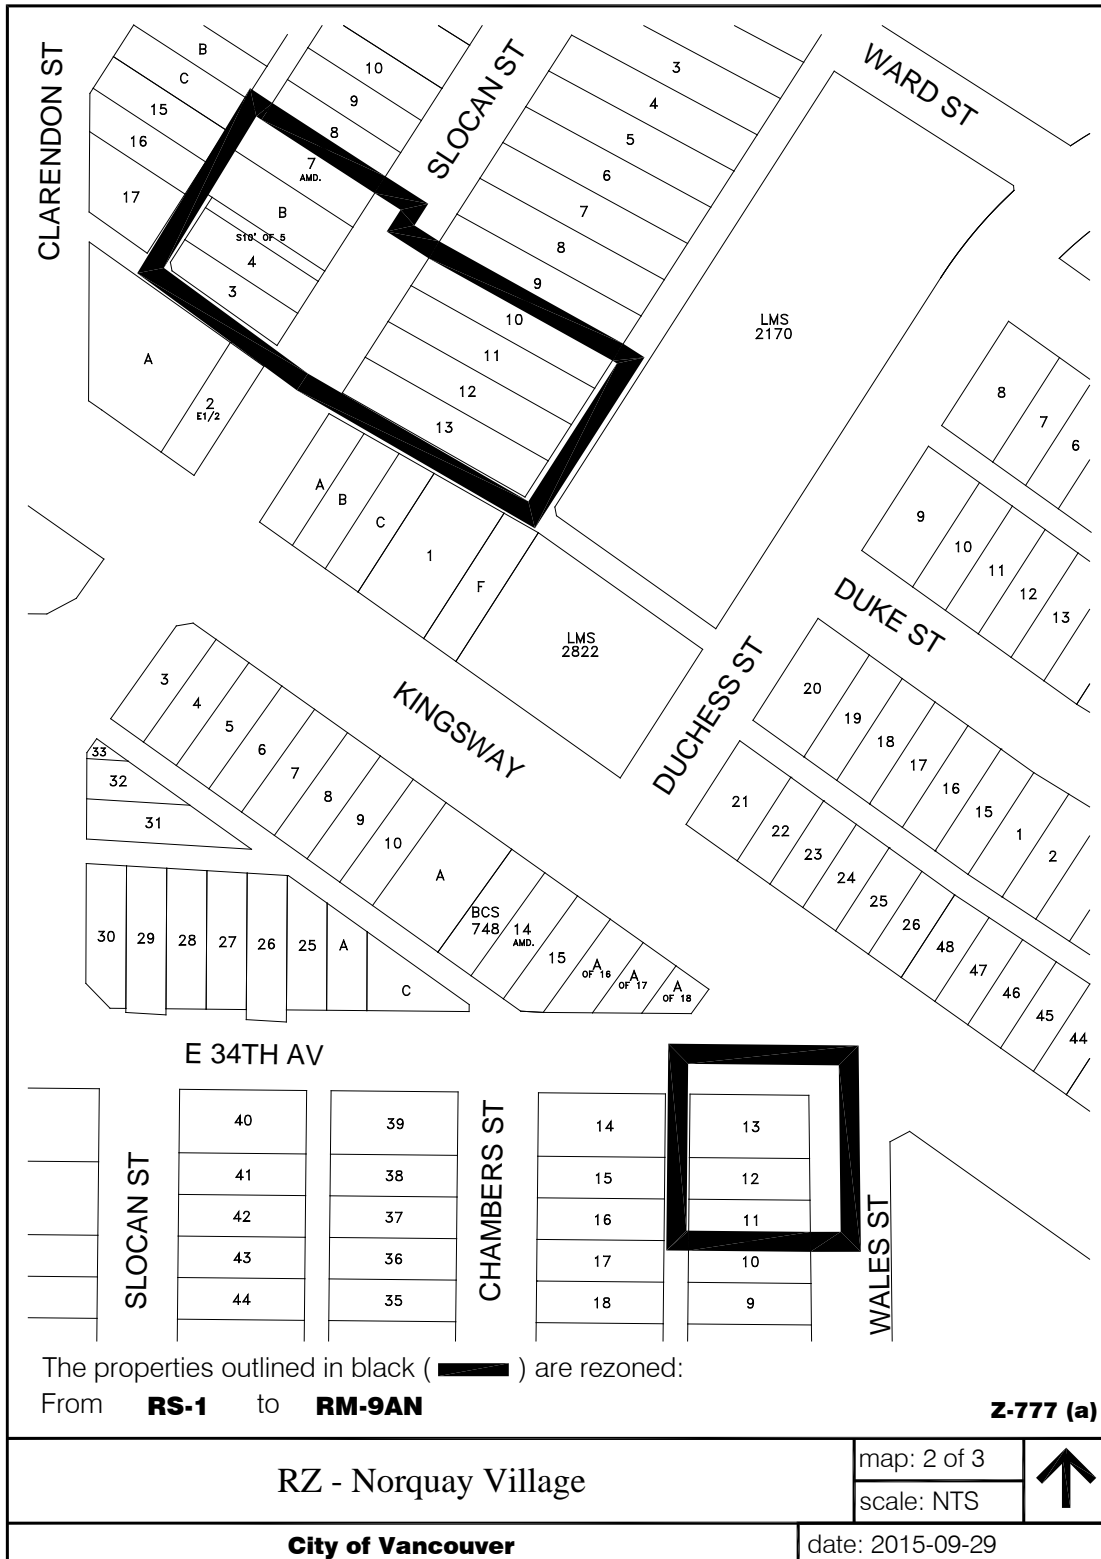 CLARENDON ST
SLOCAN ST
WARD ST
B
C
15
16
17
10
9
8
7
AMD.
B
S10' OF 5
4
3
3
4
5
6
7
8
9
10
11
12
13
LMS
2170
A
2
E1/2
A
B
C
1
F
LMS
2822
8
7
6
9
10
11
12
13
DUKE ST
DUCHESS ST
KINGSWAY
20
19
18
17
16
15
1
2
21
22
23
24
25
26
48
47
46
45
44
3
4
5
6
7
8
9
10
A
BCS
748
14
AMD.
15
A
OF 16
A
OF 17
A
OF 18
33
32
31
30
29
28
27
26
25
A
C
E 34TH AV
SLOCAN ST
40
41
42
43
44
39
38
37
36
35
CHAMBERS ST
14
15
16
17
18
13
12
11
10
9
WALES ST
The properties outlined in black ( ) are rezoned:
From RS-1 to RM-9AN
Z-777 (a)
RZ - Norquay Village
map: 2 of 3
scale: NTS
City of Vancouver
date: 2015-09-29